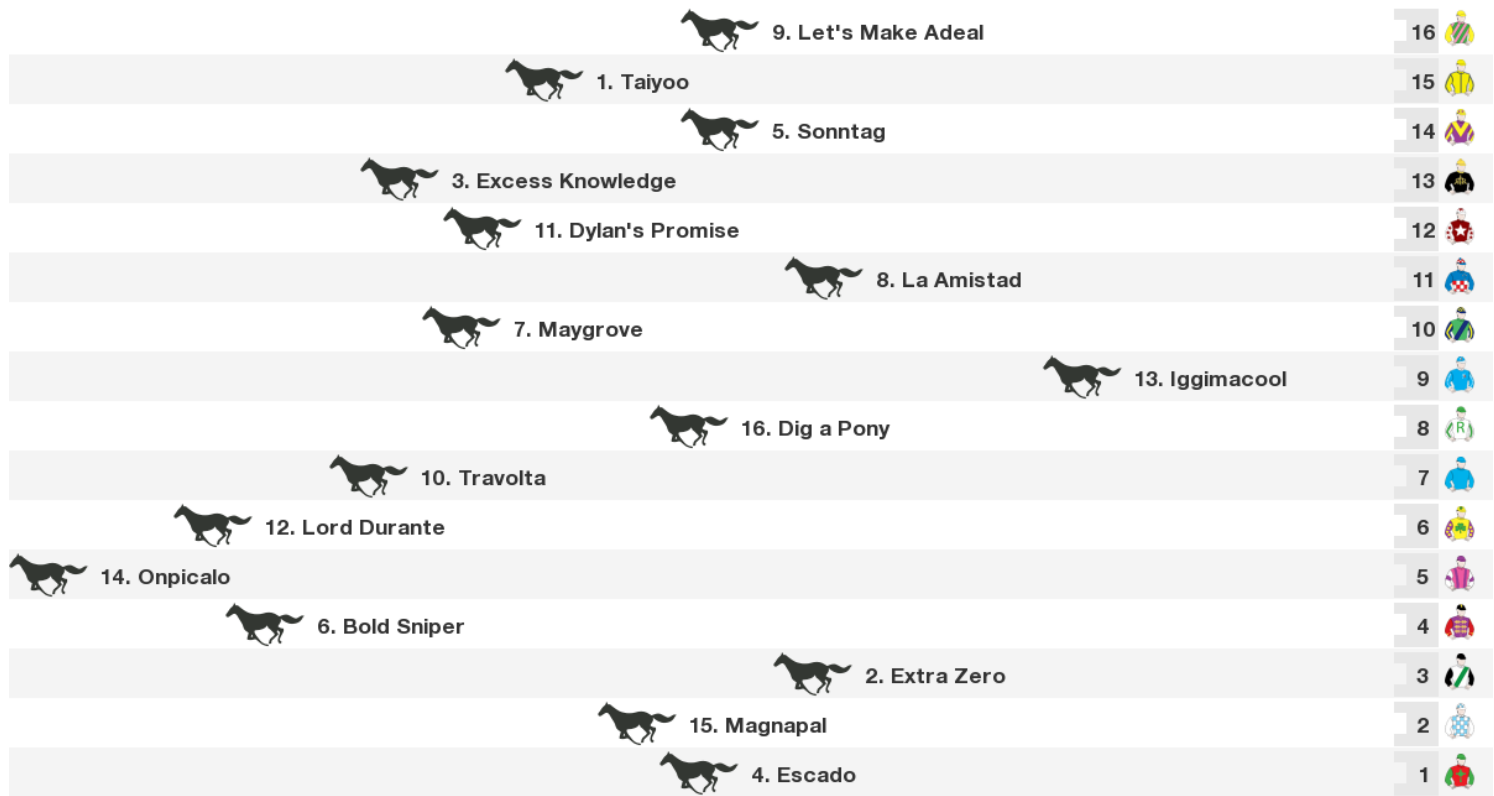 9. Let's Make Adeal 16
1. Taiyoo 15
5. Sonntag 14
3. Excess Knowledge 13
11. Dylan's Promise 12
8. La Amistad 11
7. Maygrove 10
13. Iggimacool 9
16. Dig a Pony 8 R
10. Travolta 7
12. Lord Durante 6
14. Onpicalo 5
6. Bold Sniper 4
2. Extra Zero 3
15. Magnapal 2
4. Escado 1